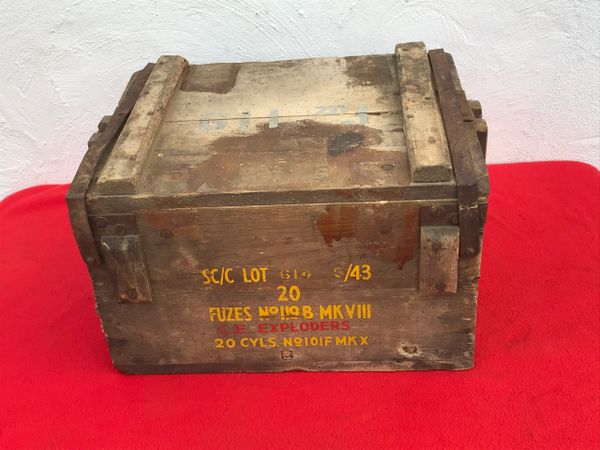 SC/C LOT 614 5/43
20
FUZES Nº119B MKVIII
C.E EXPLODERS
20 CYLS. Nº101F MK X